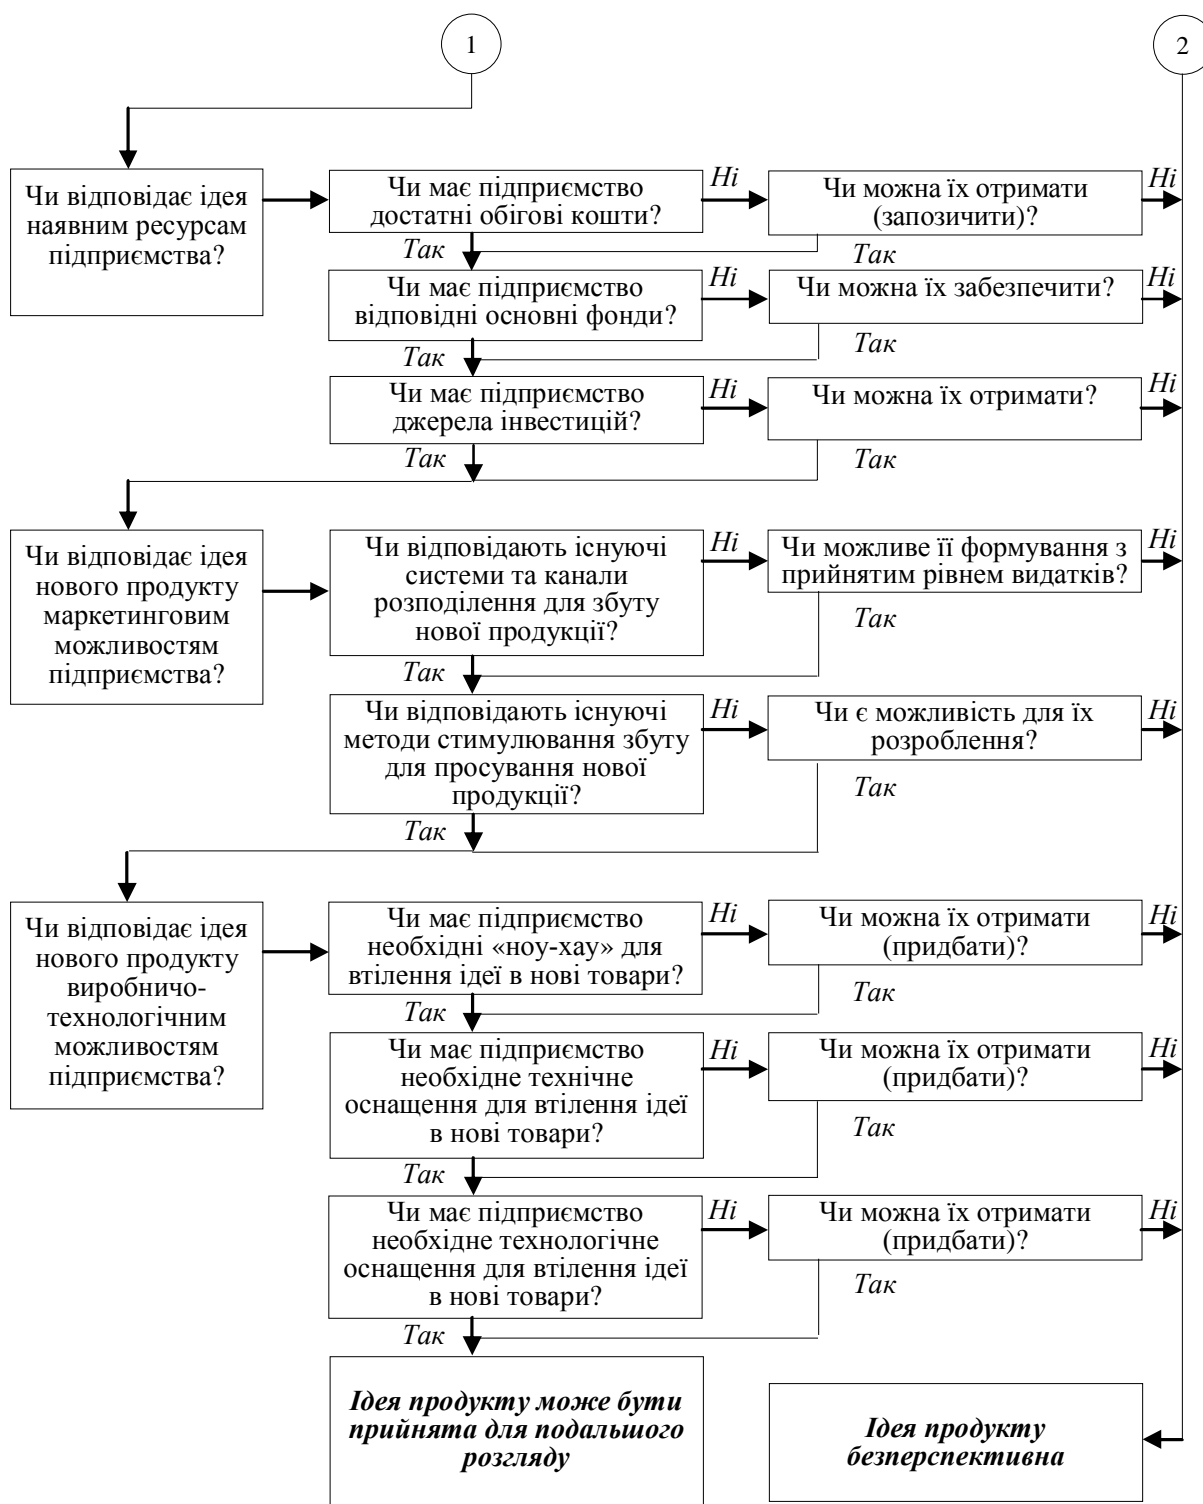 1
2
Чи відповідає ідея
наявним ресурсам
підприємства?
Чи має підприємство
достатні обігові кошти?
Ні
Чи можна їх отримати
(запозичити)?
Ні
Так
Так
Чи має підприємство
відповідні основні фонди?
Ні
Чи можна їх забезпечити?
Ні
Так
Так
Чи має підприємство
джерела інвестицій?
Ні
Чи можна їх отримати?
Ні
Так
Так
Чи відповідає ідея
нового продукту
маркетинговим
можливостям
підприємства?
Чи відповідають існуючі
системи та канали
розподілення для збуту
нової продукції?
Ні
Чи можливе її формування з
прийнятим рівнем видатків?
Ні
Так
Так
Чи відповідають існуючі
методи стимулювання збуту
для просування нової
продукції?
Ні
Чи є можливість для їх
розроблення?
Ні
Так
Так
Чи відповідає ідея
нового продукту
виробничо-
технологічним
можливостям
підприємства?
Чи має підприємство
необхідні «ноу-хау» для
втілення ідеї в нові товари?
Ні
Чи можна їх отримати
(придбати)?
Ні
Так
Так
Чи має підприємство
необхідне технічне
оснащення для втілення ідеї
в нові товари?
Ні
Чи можна їх отримати
(придбати)?
Ні
Так
Так
Чи має підприємство
необхідне технологічне
оснащення для втілення ідеї
в нові товари?
Ні
Чи можна їх отримати
(придбати)?
Ні
Так
Так
Ідея продукту може бути
прийнята для подальшого
розгляду
Ідея продукту
безперспективна